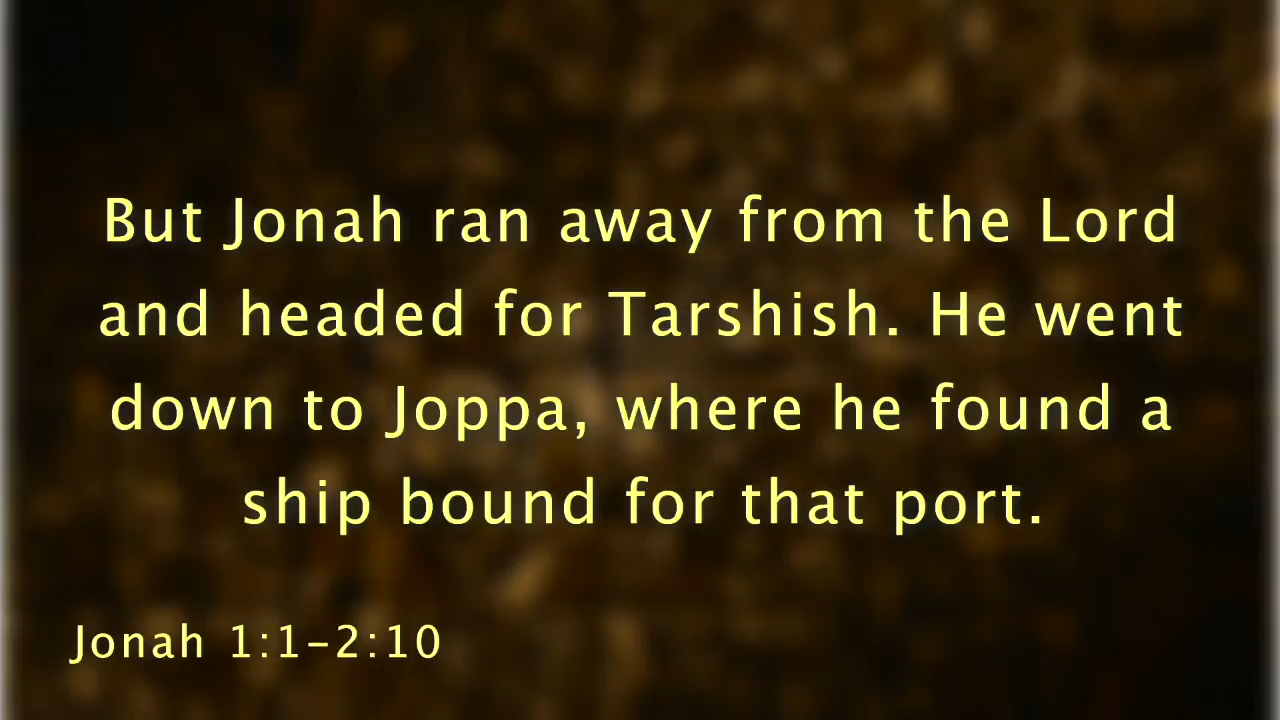 But Jonah ran away from the Lord
and headed for Tarshish. He went
down to Joppa, where he found a
ship bound for that port.
Jonah 1:1-2:10